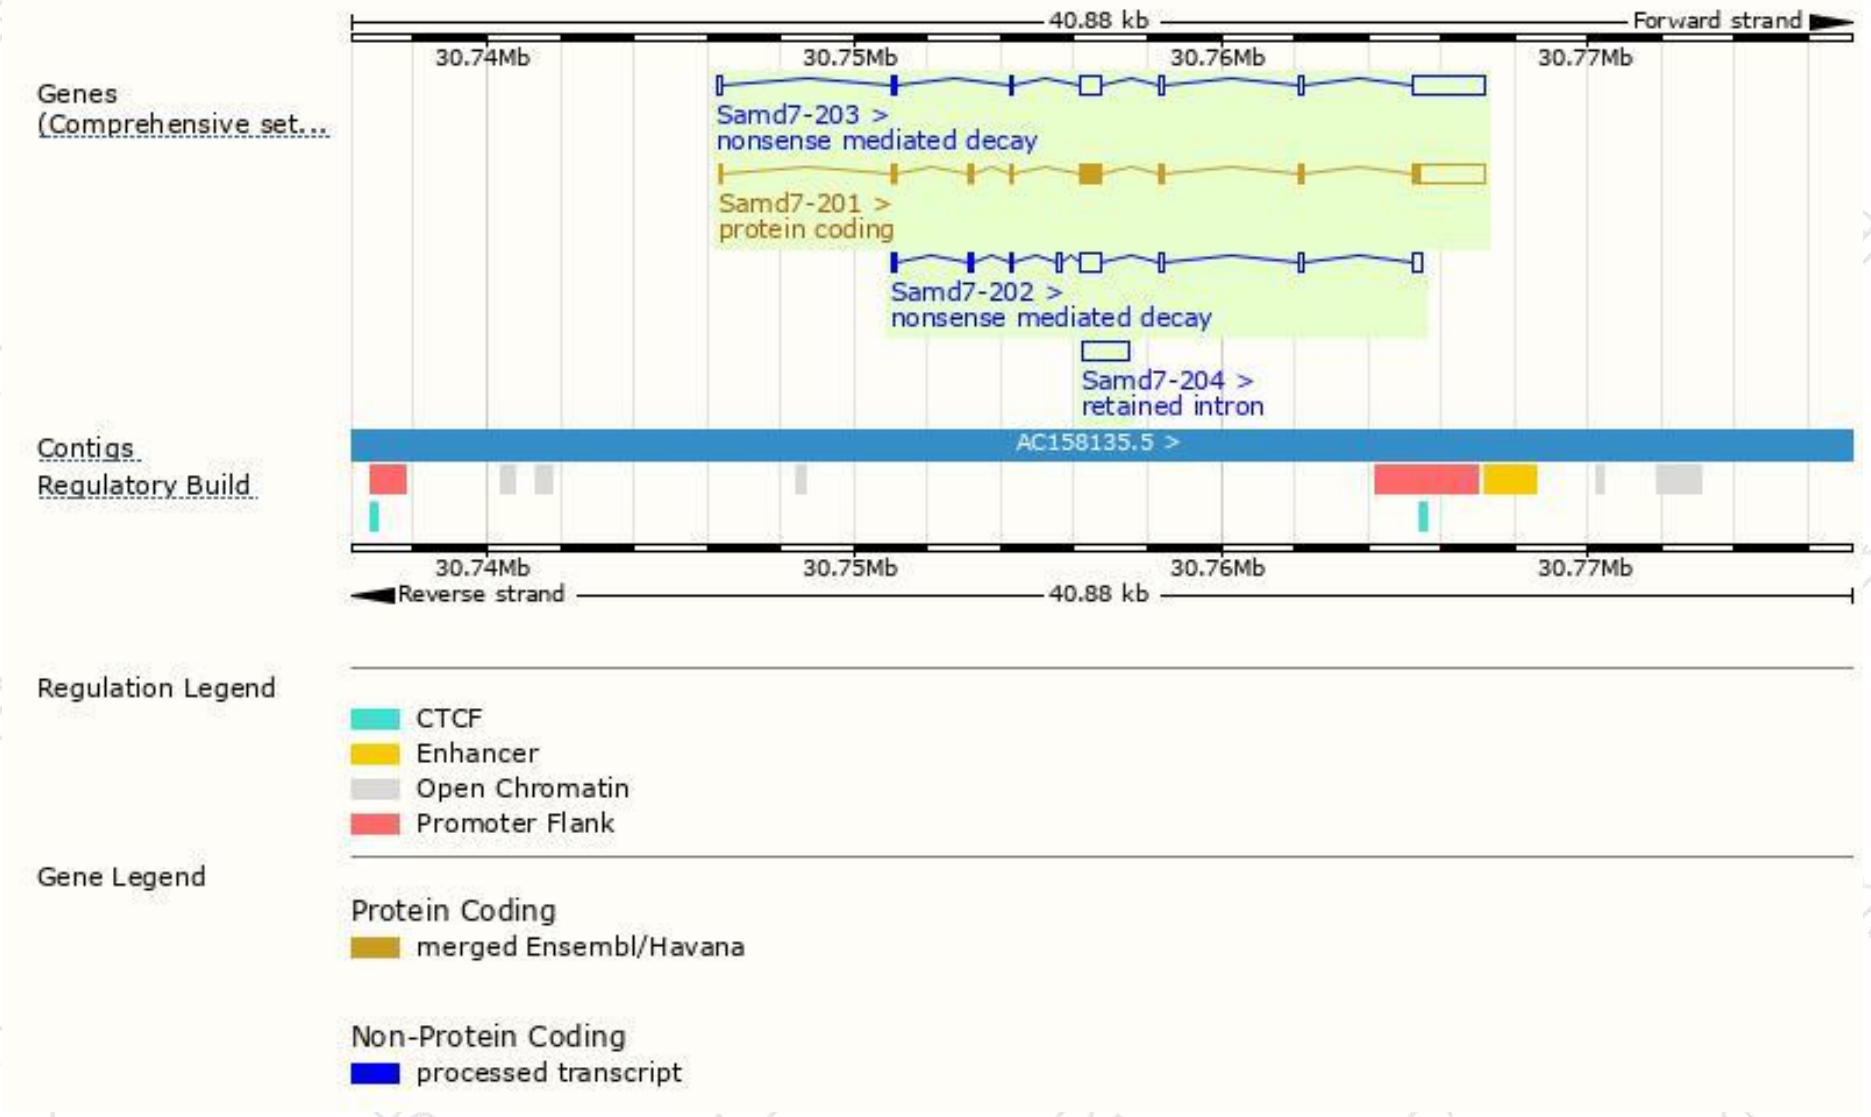 40.88 kb Forward strand
30.74Mb 30.75Mb 30.76Mb 30.77Mb
Genes
(Comprehensive set...
Samd7-203 >
nonsense mediated decay
Samd7-201 >
protein coding
Samd7-202 >
nonsense mediated decay
Samd7-204 >
retained intron
Contigs AC158135.5 >
Regulatory Build
30.74Mb 30.75Mb 30.76Mb 30.77Mb
Reverse strand 40.88 kb
Regulation Legend
CTCF
Enhancer
Open Chromatin
Promoter Flank
Gene Legend
Protein Coding
merged Ensembl/Havana
Non-Protein Coding
processed transcript